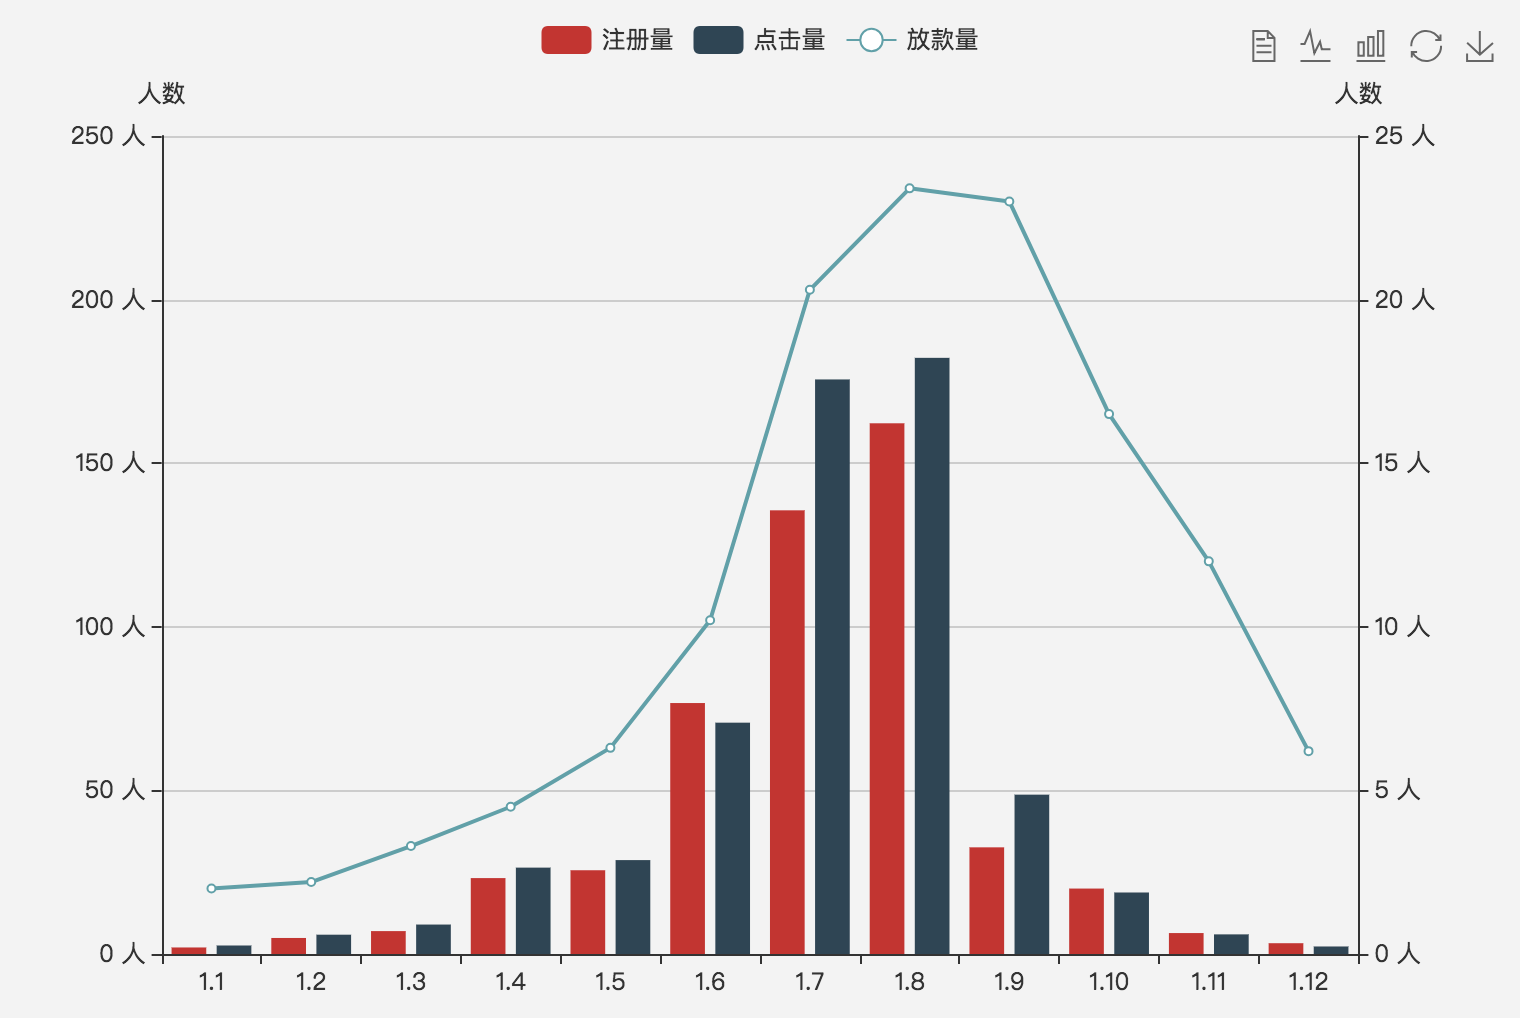 注册量 点击量 放款量
人数 人数
250 人 25 人
200 人 20 人
150 人 15 人
100 人 10 人
50 人 5 人
0 人 0 人
1.1 1.2 1.3 1.4 1.5 1.6 1.7 1.8 1.9 1.10 1.11 1.12